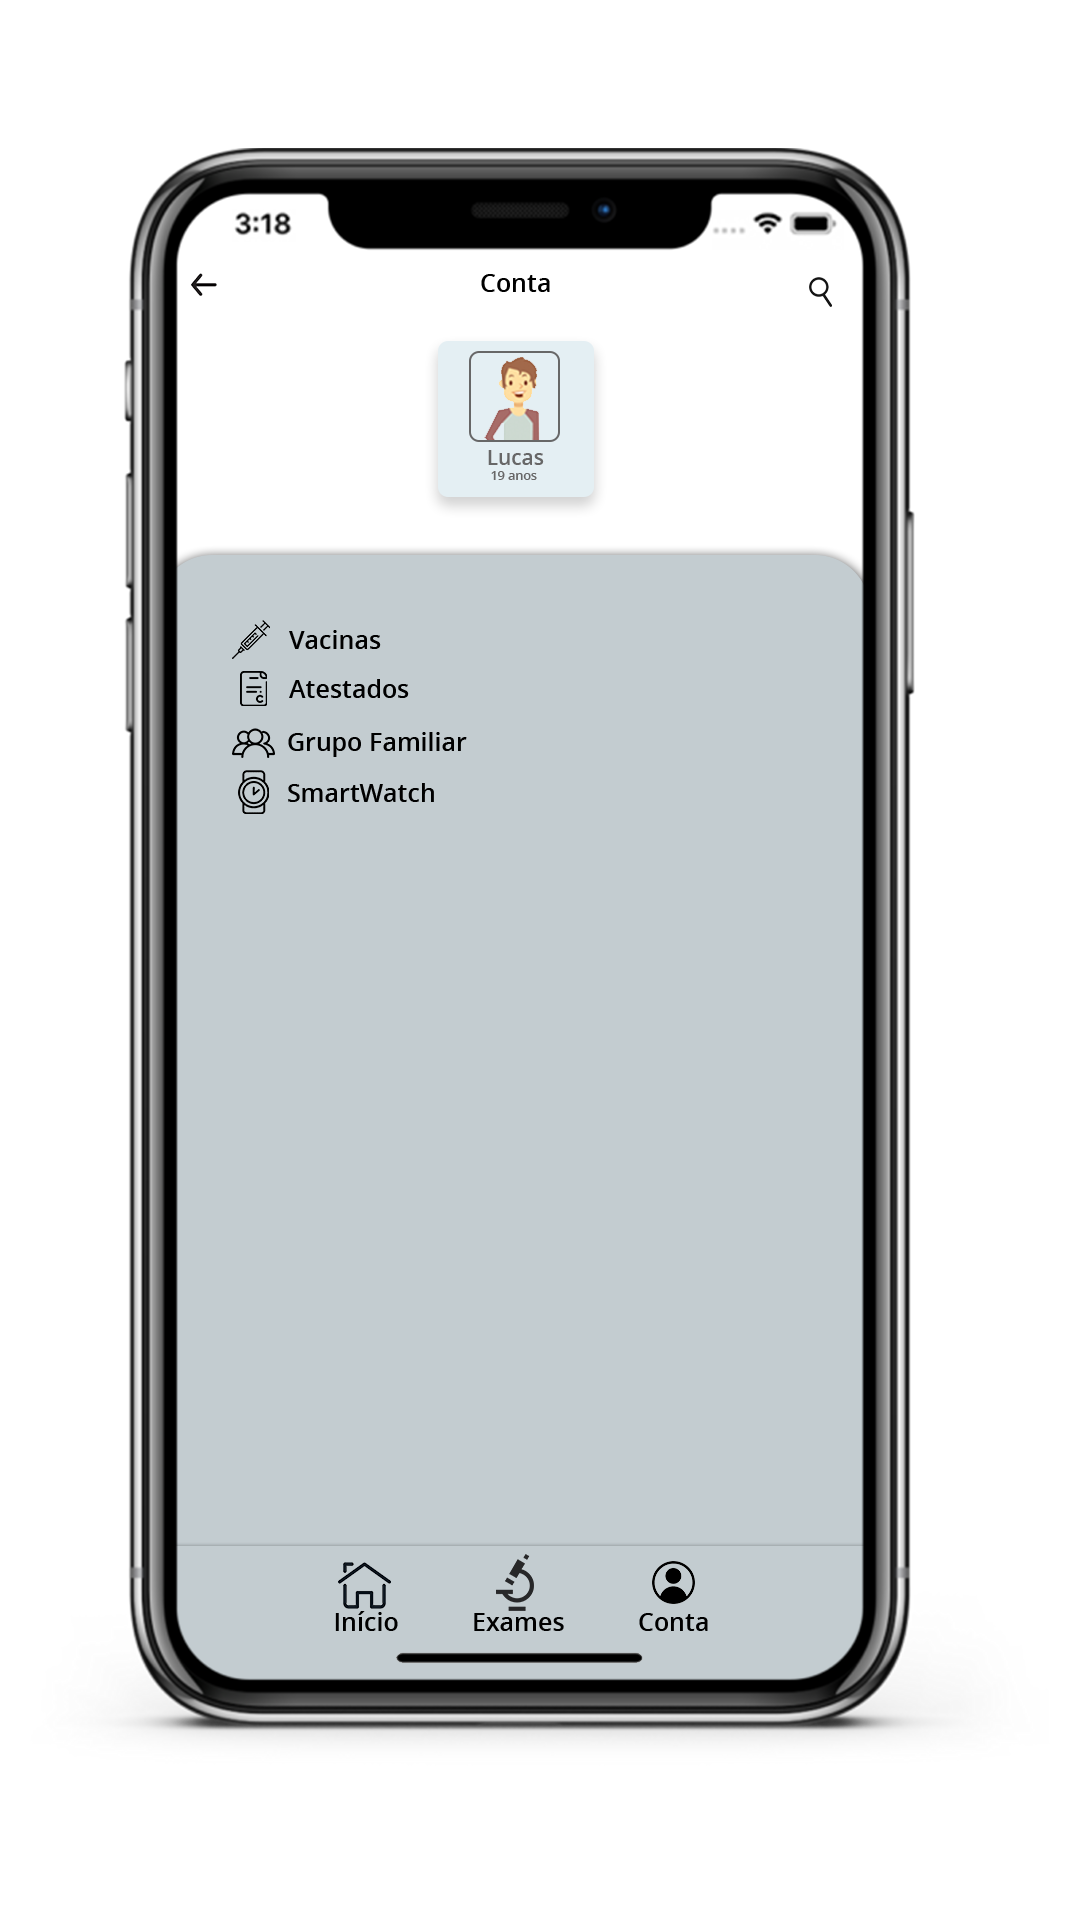 3:18
Conta
Lucas
19 anos
Vacinas
Atestados
Grupo Familiar
SmartWatch
Início
Exames
Conta